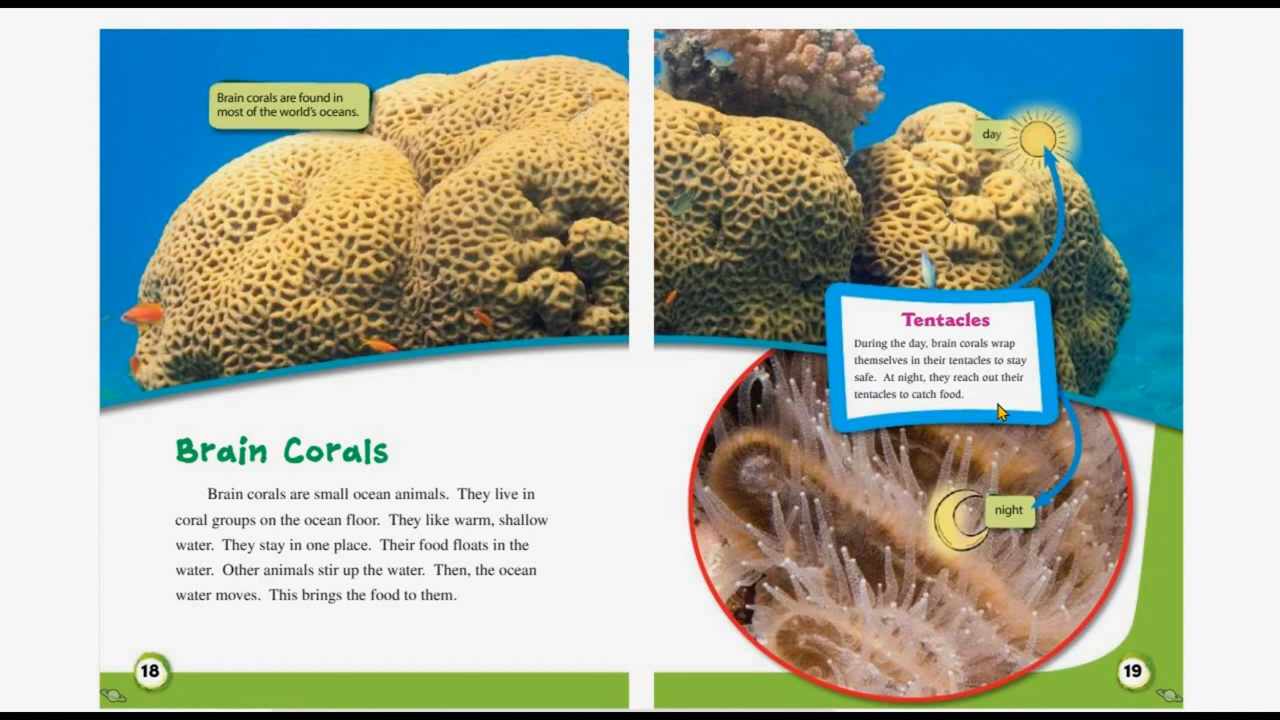 Brain corals are found in
most of the world's oceans.
Brain Corals
Brain corals are small ocean animals. They live in
coral groups on the ocean floor. They like warm, shallow
water. They stay in one place. Their food floats in the
water. Other animals stir up the water. Then, the ocean
water moves. This brings the food to them.
18
day
Tentacles
During the day, brain corals wrap
themselves in their tentacles to stay
safe. At night, they reach out their
tentacles to catch food.
night
19